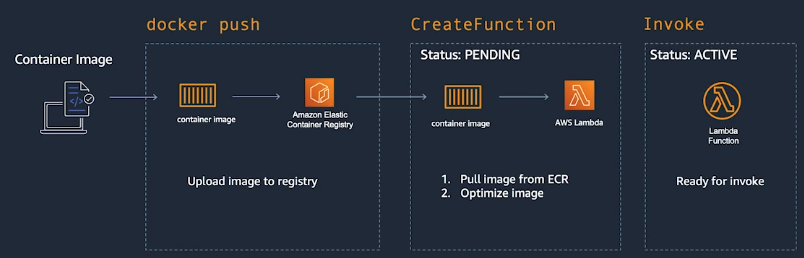 docker push
CreateFunction
Invoke
Container Image
Status: PENDING
Status: ACTIVE
</>
container image
Amazon Elastic
Container Registry
container image
AWS Lambda
Lambda
Function
Upload image to registry
1. Pull image from ECR
2. Optimize image
Ready for invoke